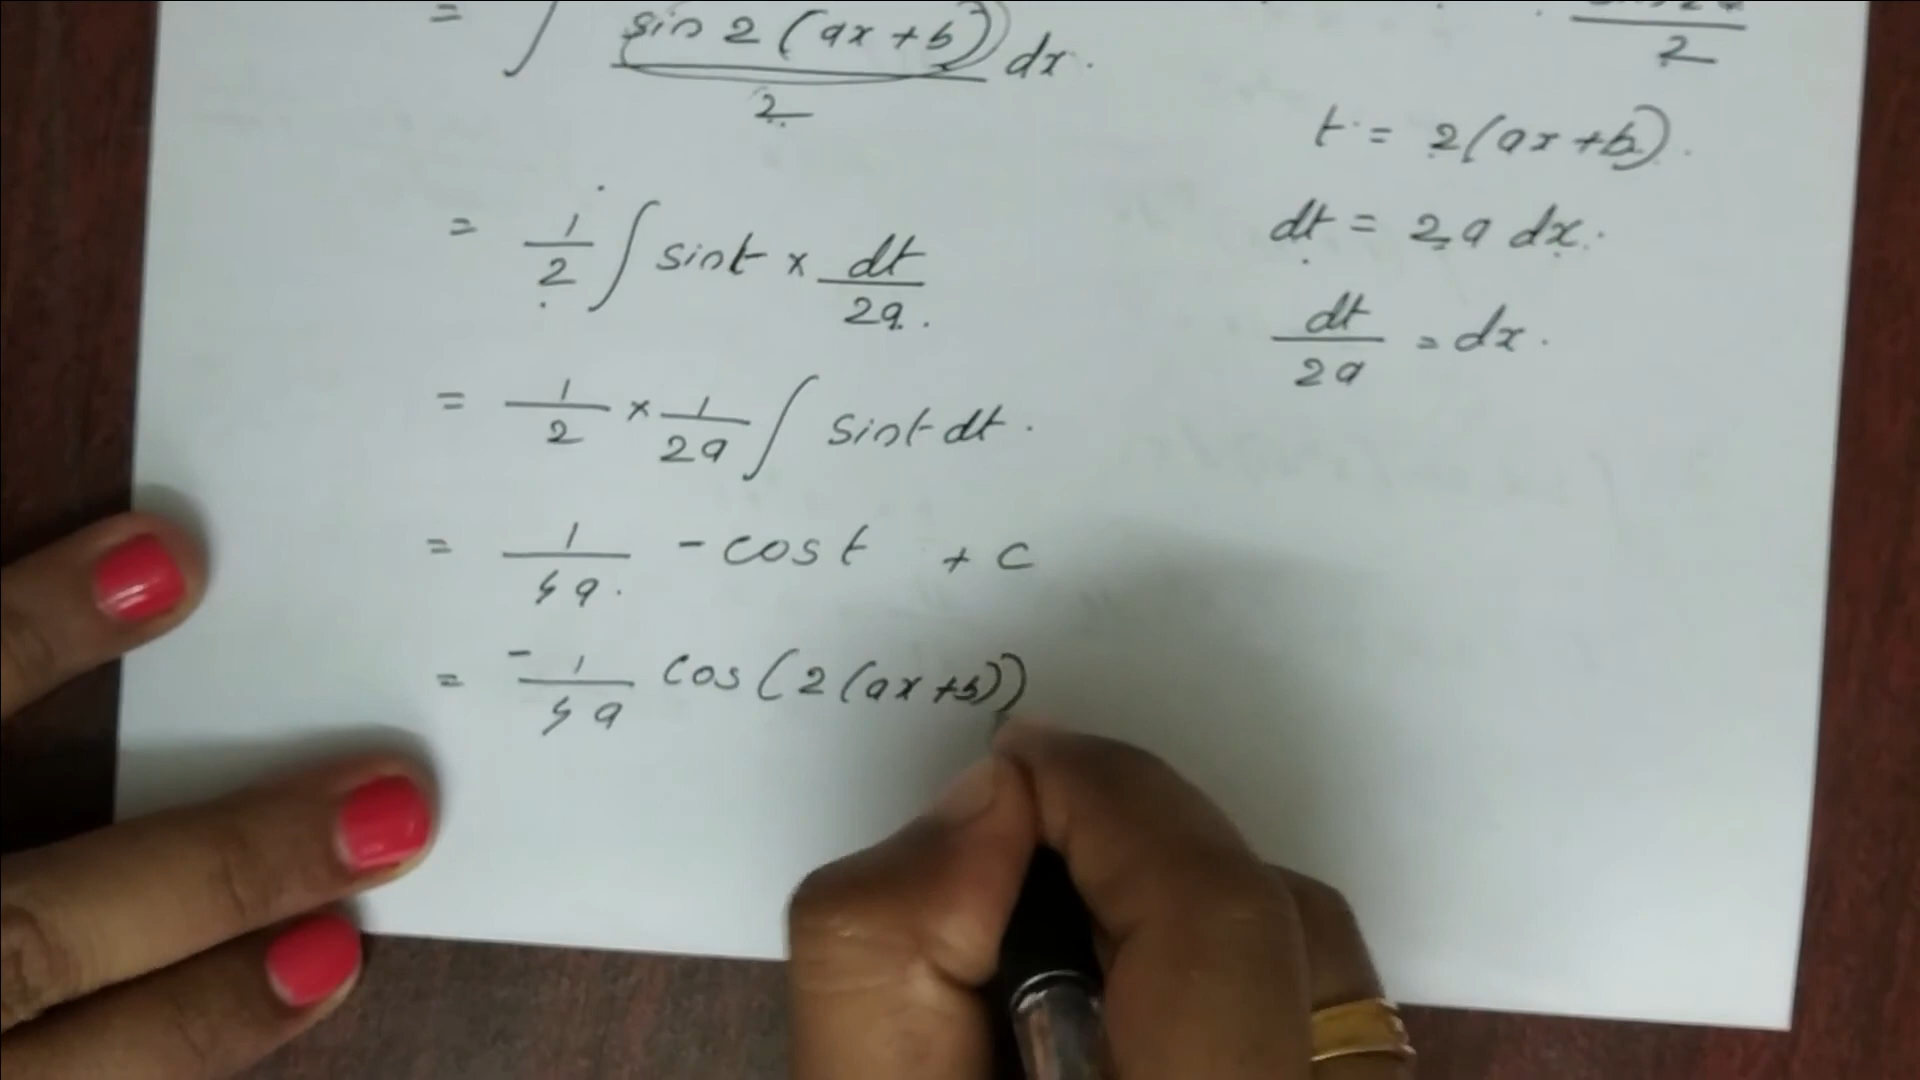 = ∫ sin 2 (ax + b) / 2 dx.
= 1/2 ∫ sin t × dt / 2a.
= 1/2 × 1/2a ∫ sin t dt.
= 1/4a. - cos t + c
= -1/4a cos (2 (ax + b))
2
t = 2(ax + b).
dt = 2a dx.
dt / 2a = dx.